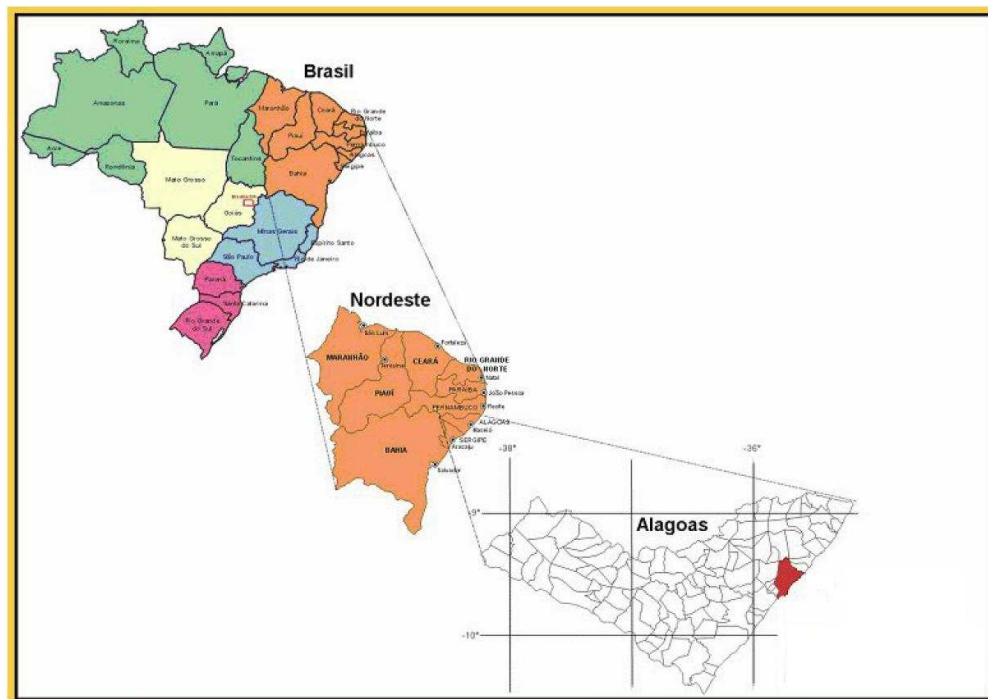 Roraima
Amapá
Brasil
Amazonas
Pará
Maranhão
Ceará
Rio Grande
do Norte
Piauí
Paraíba
Pernambuco
Alagoas
Acre
Rondônia
Tocantins
Bahia
Mato Grosso
Goiás
Mato Grosso
do Sul
Minas Gerais
Espírito Santo
São Paulo
Rio de Janeiro
Paraná
Santa Catarina
Rio Grande
do Sul
Nordeste
São Luis
Fortaleza
MARANHÃO
Teresina
CEARÁ
RIO GRANDE
DO NORTE
Natal
PARAÍBA
João Pessoa
PIAUÍ
PERNAMBUCO
Recife
ALAGOAS
Maceió
SERGIPE
Aracaju
BAHIA
Salvador
-38°
-36°
-9°
Alagoas
-10°